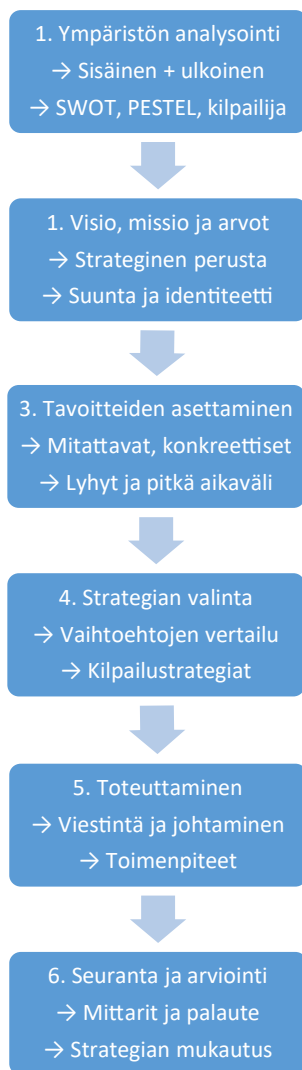 1. Ympäristön analysointi
→ Sisäinen + ulkoinen
→ SWOT, PESTEL, kilpailija
1. Visio, missio ja arvot
→ Strateginen perusta
→ Suunta ja identiteetti
3. Tavoitteiden asettaminen
→ Mitattavat, konkreettiset
→ Lyhyt ja pitkä aikaväli
4. Strategian valinta
→ Vaihtoehtojen vertailu
→ Kilpailustrategiat
5. Toteuttaminen
→ Viestintä ja johtaminen
→ Toimenpiteet
6. Seuranta ja arviointi
→ Mittarit ja palaute
→ Strategian mukautus